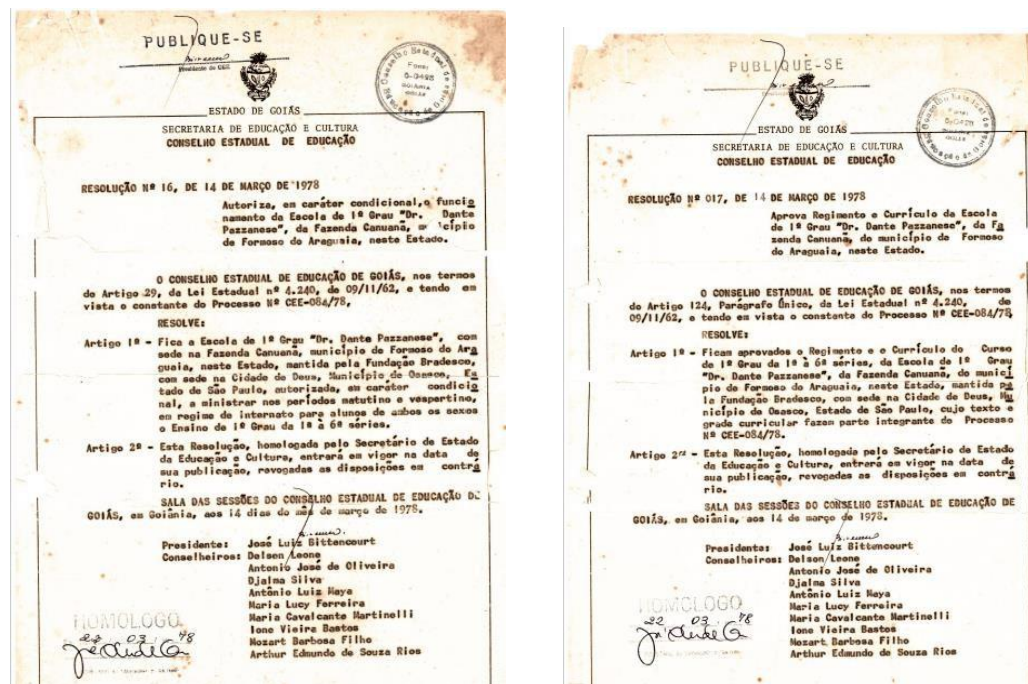 PUBLIQUE-SE
ESTADO DE GOIÁS
SECRETARIA DE EDUCAÇÃO E CULTURA
CONSELHO ESTADUAL DE EDUCAÇÃO
RESOLUÇÃO Nº 16, DE 14 DE MARÇO DE 1978
Autoriza, em caráter condicional, o funcio
namento da Escola de 1º Grau "Dr. Dante
Pazzanese", da Fazenda Canuanã,
de Formoso do Araguaia, neste Estado.
O CONSELHO ESTADUAL DE EDUCAÇÃO DE GOIÁS, nos termos
do Artigo 29, da Lei Estadual nº 4.240, de 09/11/62, e tendo em
vista o constante do Processo Nº CEE-084/78,
RESOLVE:
Artigo 1º - Fica a Escola de 1º Grau "Dr. Dante Pazzanese", com
sede na Fazenda Canuanã, município de Formoso do Ara
guaia, neste Estado, mantida pela Fundação Bradesco,
com sede na Cidade de Deus, Município de Osasco, Es
tado de São Paulo, autorizada, em caráter condicio
nal, a ministrar nos períodos matutino e vespertino,
em regime de internato para alunos de ambos os sexos
o Ensino de 1º Grau da 1ª à 6ª séries.
Artigo 2º - Esta Resolução, homologada pelo Secretário de Estado
da Educação e Cultura, entrará em vigor na data de
sua publicação, revogadas as disposições em contrá
rio.
SALA DAS SESSÕES DO CONSELHO ESTADUAL DE EDUCAÇÃO DE
GOIÁS, em Goiânia, aos 14 dias do mês de março de 1978.
Presidente: José Luiz Bittencourt
Conselheiros: Delson Leone
Antonio José de Oliveira
Djalma Silva
Antônio Luiz Maya
Maria Lucy Ferreira
Maria Cavalcante Martinelli
Ione Vieira Bastos
Mozart Barbosa Filho
Arthur Edmundo de Souza Rios
HOMOLOGO
22 03 78
PUBLIQUE-SE
ESTADO DE GOIÁS
SECRETARIA DE EDUCAÇÃO E CULTURA
CONSELHO ESTADUAL DE EDUCAÇÃO
RESOLUÇÃO Nº 017, DE 14 DE MARÇO DE 1978
Aprova Regimento e Currículo da Escola
de 1º Grau "Dr. Dante Pazzanese", da Fa
zenda Canuanã, do município de Formoso
do Araguaia, neste Estado.
O CONSELHO ESTADUAL DE EDUCAÇÃO DE GOIÁS, nos termos
do Artigo 124, Parágrafo Único, da Lei Estadual nº 4.240, de
09/11/62, e tendo em vista o constante do Processo Nº CEE-084/78,
RESOLVE:
Artigo 1º - Ficam aprovados o Regimento e o Currículo do Curso
de 1º Grau da 1ª à 6ª séries, da Escola de 1º Grau
"Dr. Dante Pazzanese", da Fazenda Canuanã, do municí
pio de Formoso do Araguaia, neste Estado, mantida pe
la Fundação Bradesco, com sede na Cidade de Deus, Mu
nicípio de Osasco, Estado de São Paulo, cujo texto e
grade curricular fazem parte integrante do Processo
Nº CEE-084/78.
Artigo 2º - Esta Resolução, homologada pelo Secretário de Estado
da Educação e Cultura, entrará em vigor na data de
sua publicação, revogadas as disposições em contrá
rio.
SALA DAS SESSÕES DO CONSELHO ESTADUAL DE EDUCAÇÃO DE
GOIÁS, em Goiânia, aos 14 de março de 1978.
Presidente: José Luiz Bittencourt
Conselheiros: Delson Leone
Antonio José de Oliveira
Djalma Silva
Antônio Luiz Maya
Maria Lucy Ferreira
Maria Cavalcante Martinelli
Ione Vieira Bastos
Mozart Barbosa Filho
Arthur Edmundo de Souza Rios
HOMOLOGO
22 03 78